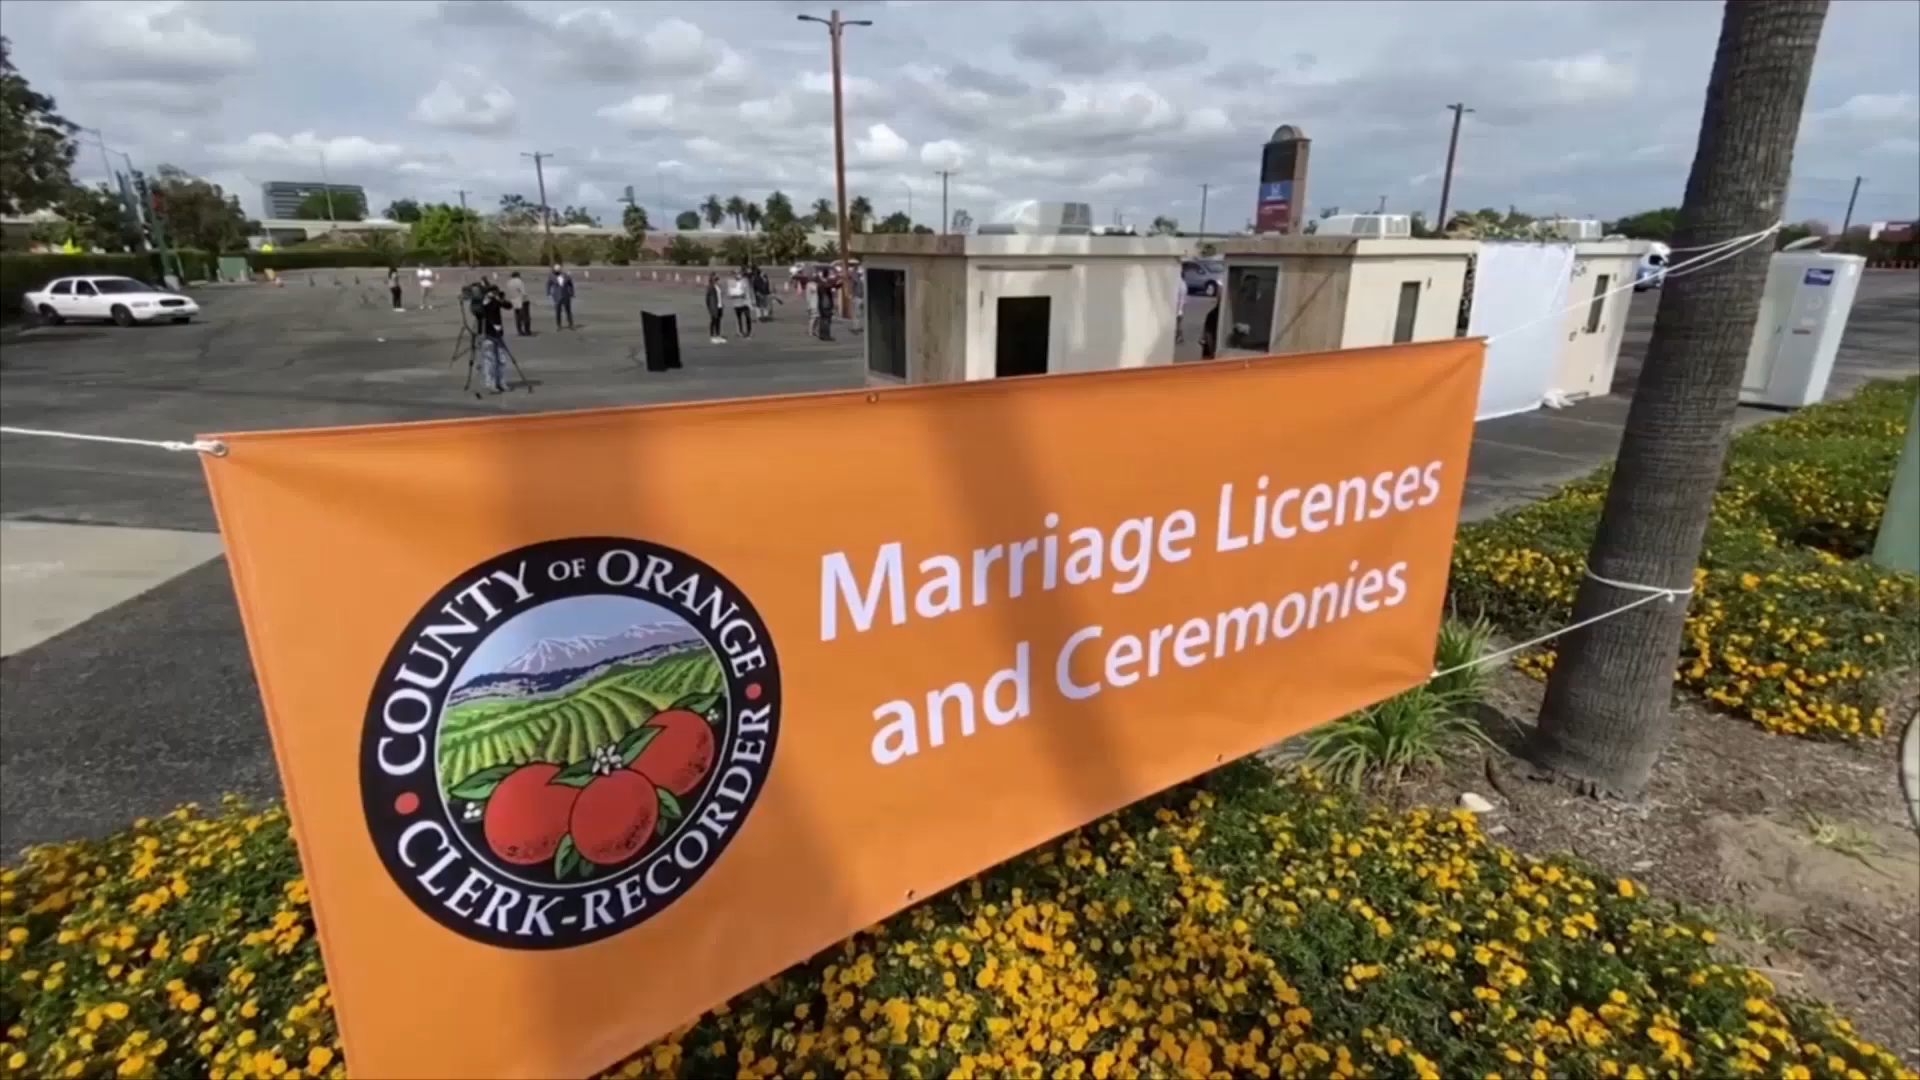 COUNTY OF ORANGE
CLERK-RECORDER
Marriage Licenses
and Ceremonies